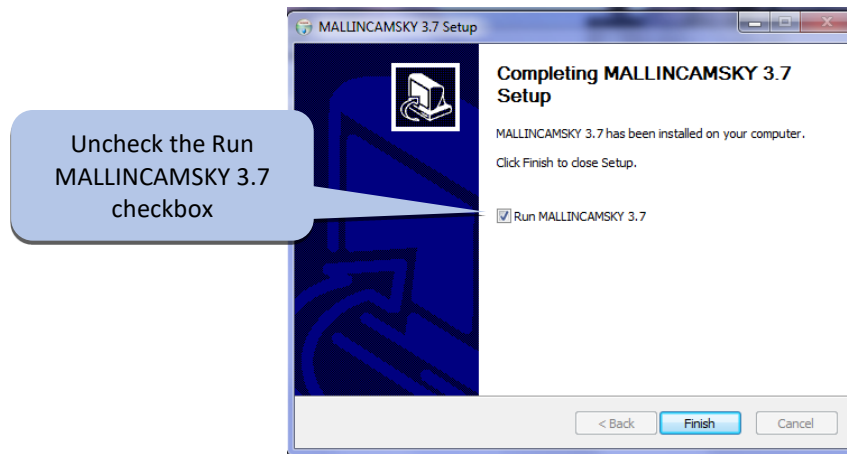 MALLINCAMSKY 3.7 Setup
Completing MALLINCAMSKY 3.7
Setup
MALLINCAMSKY 3.7 has been installed on your computer.
Click Finish to close Setup.
Uncheck the Run
MALLINCAMSKY 3.7
checkbox
Run MALLINCAMSKY 3.7
< Back
Finish
Cancel